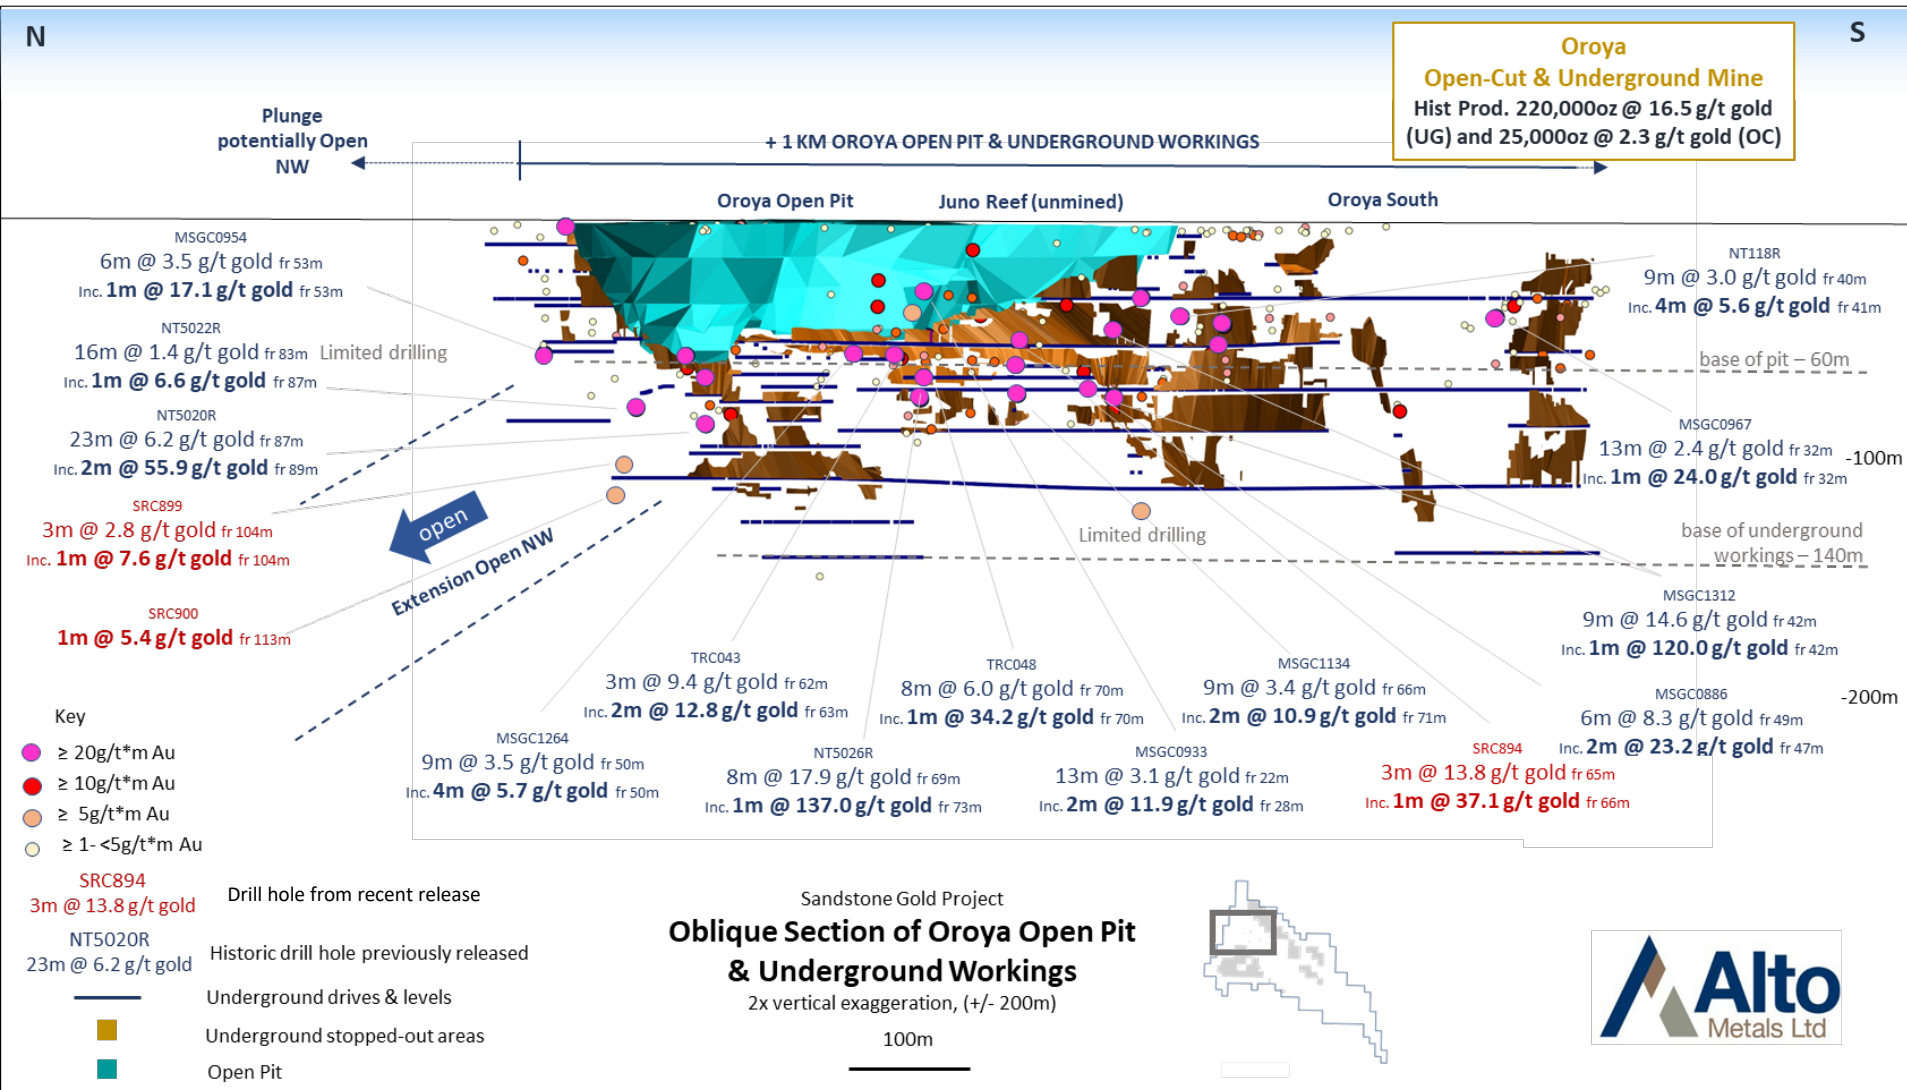 N
S
Oroya
Open-Cut & Underground Mine
Hist Prod. 220,000oz @ 16.5 g/t gold
(UG) and 25,000oz @ 2.3 g/t gold (OC)
Plunge
potentially Open
NW
+ 1 KM OROYA OPEN PIT & UNDERGROUND WORKINGS
Oroya Open Pit
Juno Reef (unmined)
Oroya South
MSGC0954
6m @ 3.5 g/t gold fr 53m
Inc. 1m @ 17.1 g/t gold fr 53m
NT5022R
16m @ 1.4 g/t gold fr 83m
Inc. 1m @ 6.6 g/t gold fr 87m
Limited drilling
NT5020R
23m @ 6.2 g/t gold fr 87m
Inc. 2m @ 55.9 g/t gold fr 89m
SRC899
3m @ 2.8 g/t gold fr 104m
Inc. 1m @ 7.6 g/t gold fr 104m
SRC900
1m @ 5.4 g/t gold fr 113m
open
Extension Open NW
NT118R
9m @ 3.0 g/t gold fr 40m
Inc. 4m @ 5.6 g/t gold fr 41m
base of pit – 60m
MSGC0967
13m @ 2.4 g/t gold fr 32m
Inc. 1m @ 24.0 g/t gold fr 32m
-100m
Limited drilling
base of underground
workings – 140m
MSGC1312
9m @ 14.6 g/t gold fr 42m
Inc. 1m @ 120.0 g/t gold fr 42m
MSGC0886
6m @ 8.3 g/t gold fr 49m
Inc. 2m @ 23.2 g/t gold fr 47m
-200m
TRC043
3m @ 9.4 g/t gold fr 62m
Inc. 2m @ 12.8 g/t gold fr 63m
TRC048
8m @ 6.0 g/t gold fr 70m
Inc. 1m @ 34.2 g/t gold fr 70m
MSGC1134
9m @ 3.4 g/t gold fr 66m
Inc. 2m @ 10.9 g/t gold fr 71m
MSGC1264
9m @ 3.5 g/t gold fr 50m
Inc. 4m @ 5.7 g/t gold fr 50m
NT5026R
8m @ 17.9 g/t gold fr 69m
Inc. 1m @ 137.0 g/t gold fr 73m
MSGC0933
13m @ 3.1 g/t gold fr 22m
Inc. 2m @ 11.9 g/t gold fr 28m
SRC894
3m @ 13.8 g/t gold fr 65m
Inc. 1m @ 37.1 g/t gold fr 66m
Key
≥ 20g/t*m Au
≥ 10g/t*m Au
≥ 5g/t*m Au
≥ 1- <5g/t*m Au
SRC894
3m @ 13.8 g/t gold
Drill hole from recent release
NT5020R
23m @ 6.2 g/t gold
Historic drill hole previously released
Underground drives & levels
Underground stopped-out areas
Open Pit
Sandstone Gold Project
Oblique Section of Oroya Open Pit
& Underground Workings
2x vertical exaggeration, (+/- 200m)
100m
Alto
Metals Ltd